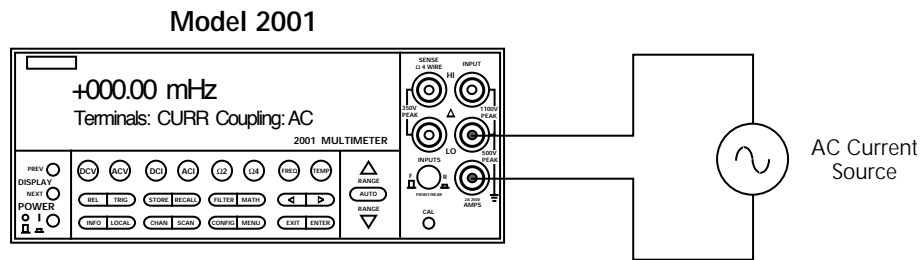 Model 2001
+000.00 mHz
Terminals: CURR Coupling: AC
2001 MULTIMETER
SENSE
Ω 4 WIRE
INPUT
HI
350V
PEAK
1100V
PEAK
LO
500V
PEAK
INPUTS
F
R
FRONT/REAR
2A 250V
AMPS
CAL
PREV
DISPLAY
NEXT
POWER
O I
DCV ACV DCI ACI Ω2 Ω4 FREQ TEMP
REL TRIG STORE RECALL FILTER MATH
INFO LOCAL CHAN SCAN CONFIG MENU EXIT ENTER
RANGE
AUTO
RANGE
AC Current
Source